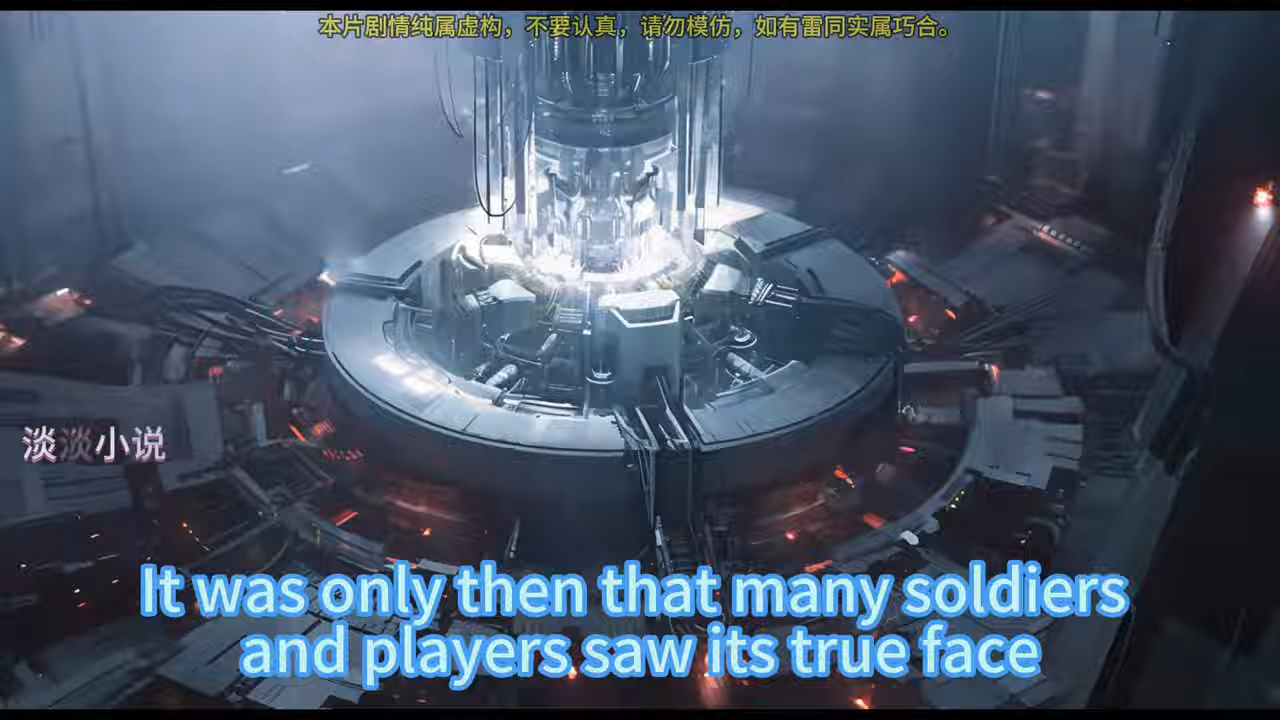 本片剧情纯属虚构，不要认真，请勿模仿，如有雷同实属巧合。
淡淡小说
It was only then that many soldiers
and players saw its true face